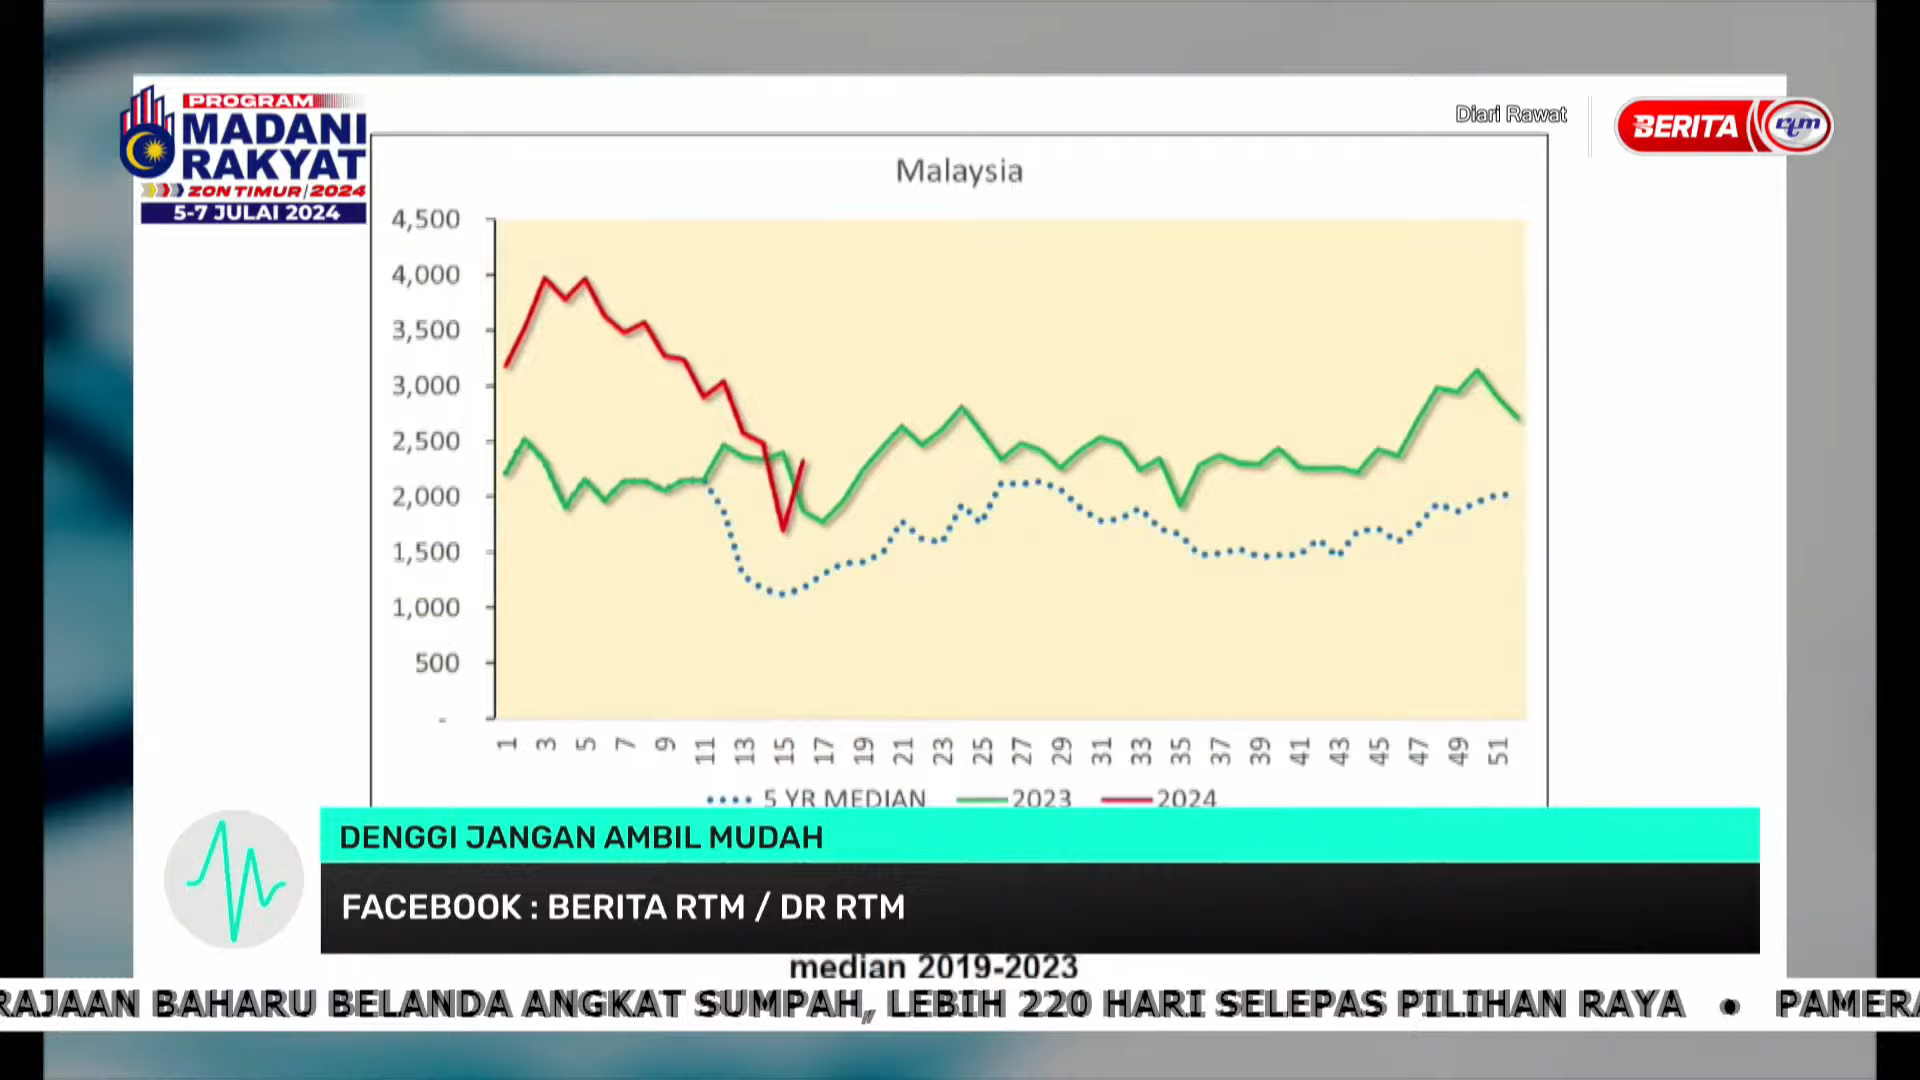 PROGRAM
MADANI
RAKYAT
ZON TIMUR/2024
5-7 JULAI 2024
Diari Rawat
BERITA rtm
Malaysia
4,500
4,000
3,500
3,000
2,500
2,000
1,500
1,000
500
-
1 3 5 7 9 11 13 15 17 19 21 23 25 27 29 31 33 35 37 39 41 43 45 47 49 51
5 YR MEDIAN 2023 2024
DENGGI JANGAN AMBIL MUDAH
FACEBOOK : BERITA RTM / DR RTM
median 2019-2023
RAJAAN BAHARU BELANDA ANGKAT SUMPAH, LEBIH 220 HARI SELEPAS PILIHAN RAYA • PAMERA